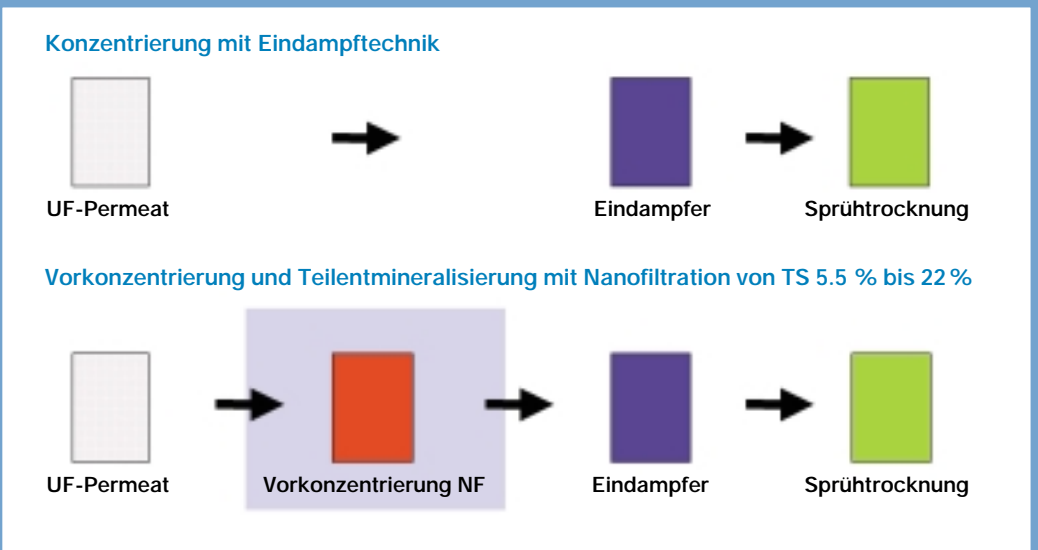 Konzentrierung mit Eindampftechnik
UF-Permeat Eindampfer Sprühtrocknung
Vorkonzentrierung und Teilentmineralisierung mit Nanofiltration von TS 5.5 % bis 22 %
UF-Permeat Vorkonzentrierung NF Eindampfer Sprühtrocknung